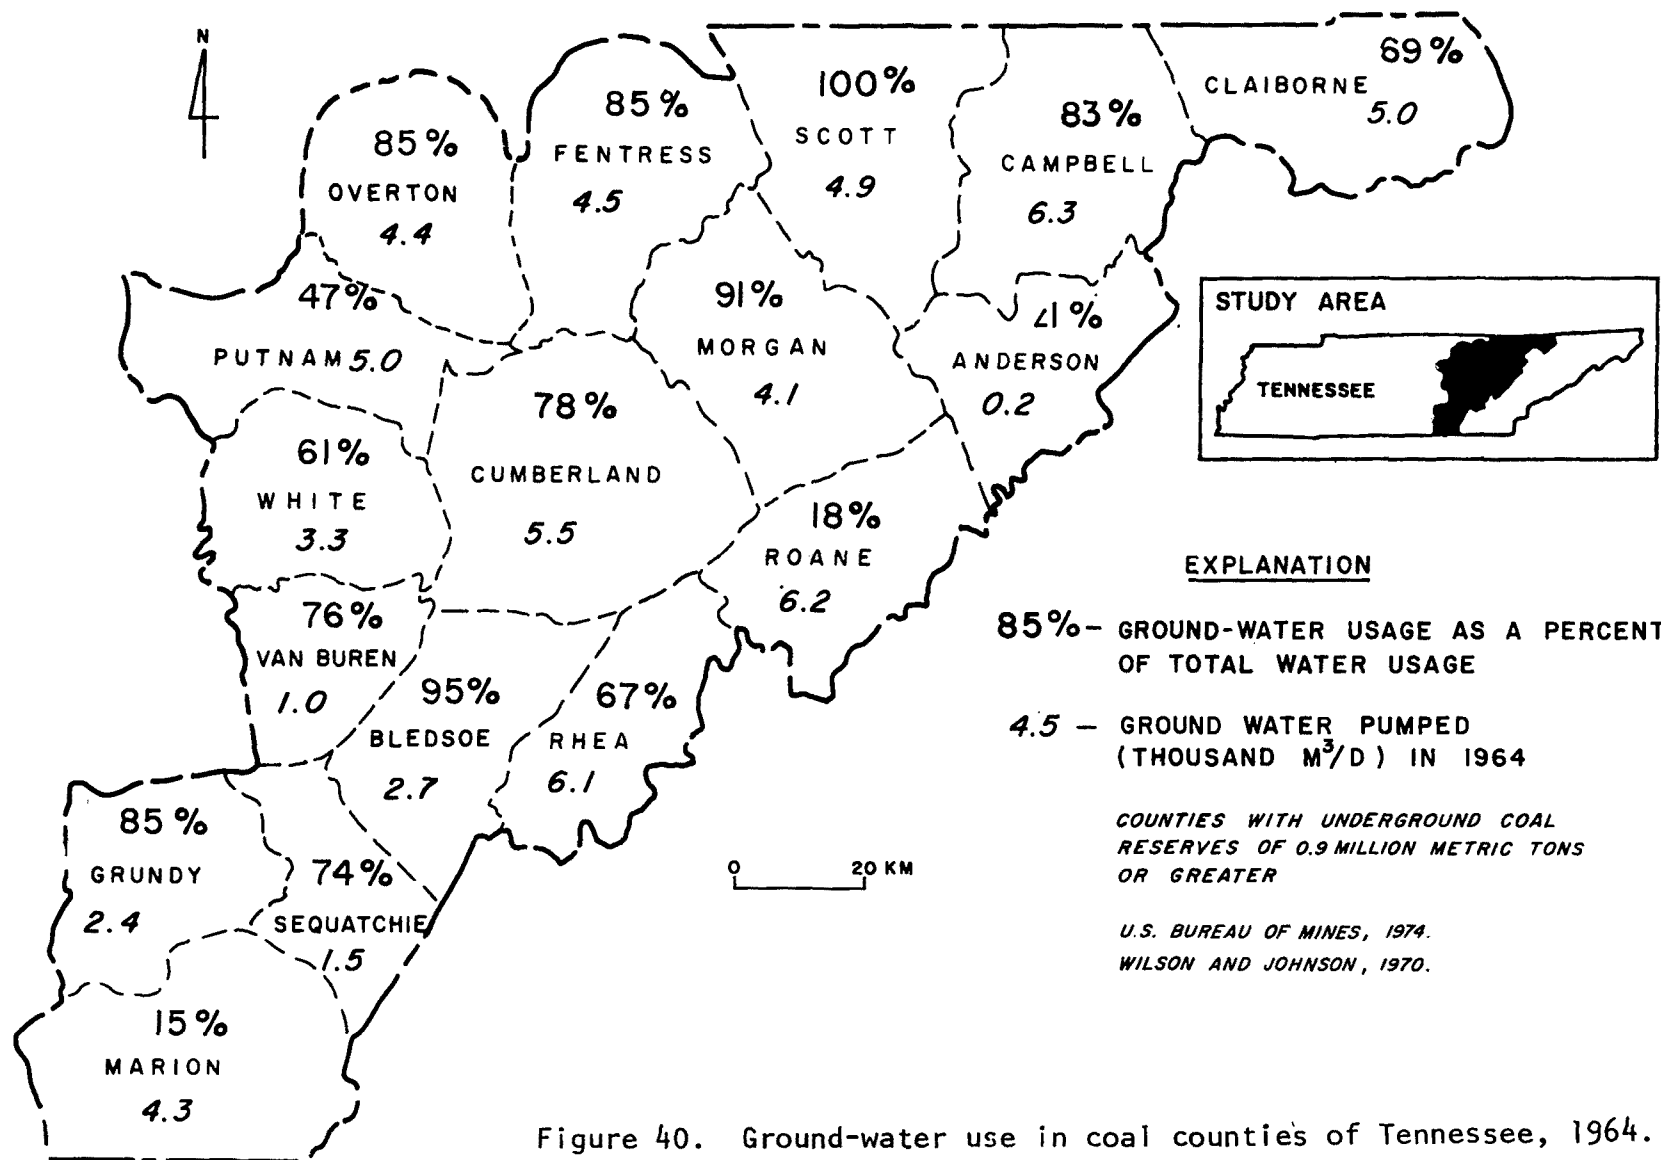 N
85%
OVERTON
4.4
85%
FENTRESS
4.5
100%
SCOTT
4.9
83%
CAMPBELL
6.3
69%
CLAIBORNE
5.0
47%
PUTNAM 5.0
91%
MORGAN
4.1
∠1%
ANDERSON
0.2
61%
WHITE
3.3
78%
CUMBERLAND
5.5
18%
ROANE
6.2
76%
VAN BUREN
1.0
95%
BLEDSOE
2.7
67%
RHEA
6.1
85%
GRUNDY
2.4
74%
SEQUATCHIE
1.5
15%
MARION
4.3
STUDY AREA
TENNESSEE
EXPLANATION
85% – GROUND-WATER USAGE AS A PERCENT
OF TOTAL WATER USAGE
4.5 – GROUND WATER PUMPED
(THOUSAND M³/D) IN 1964
COUNTIES WITH UNDERGROUND COAL
RESERVES OF 0.9 MILLION METRIC TONS
OR GREATER
U.S. BUREAU OF MINES, 1974.
WILSON AND JOHNSON, 1970.
0 20 KM
Figure 40. Ground-water use in coal counties of Tennessee, 1964.